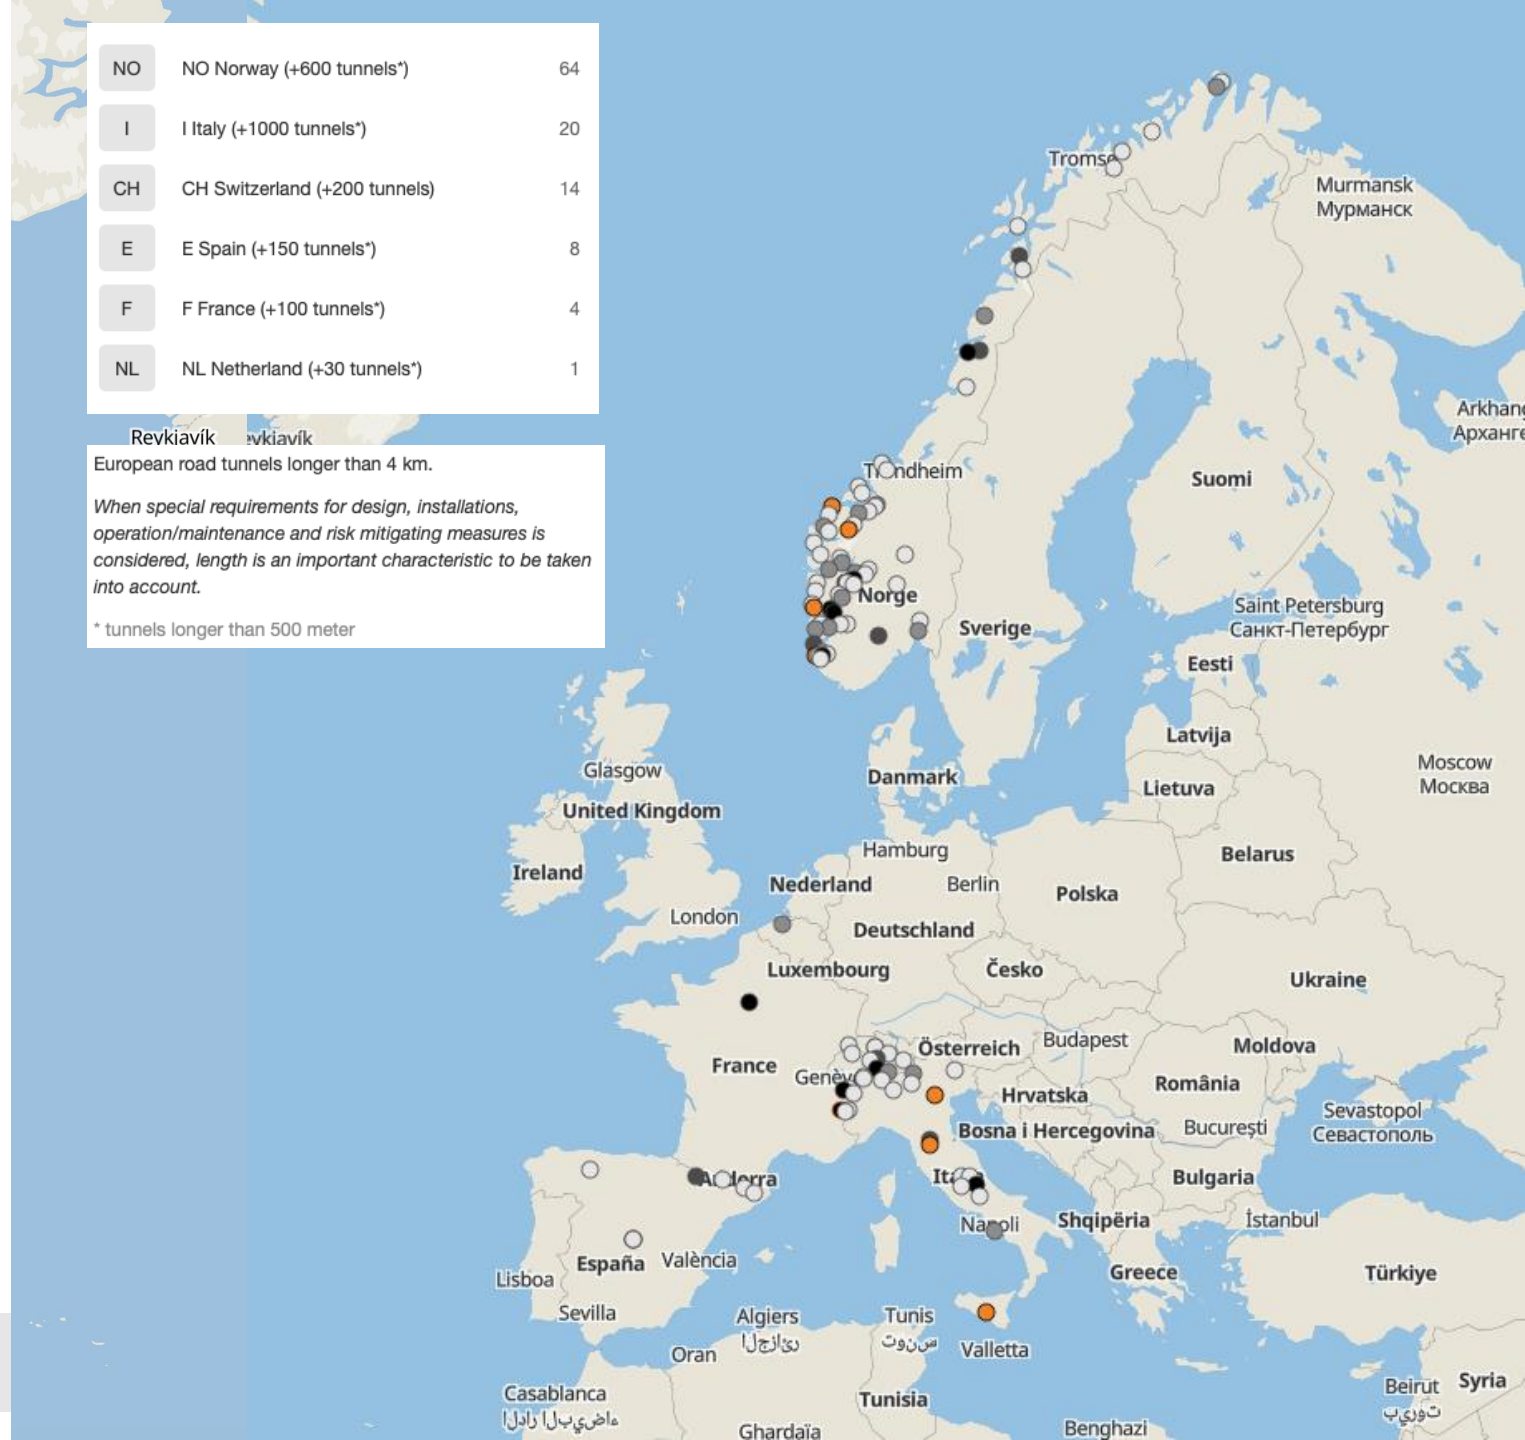 NO NO Norway (+600 tunnels*) 64
I I Italy (+1000 tunnels*) 20
CH CH Switzerland (+200 tunnels) 14
E E Spain (+150 tunnels*) 8
F F France (+100 tunnels*) 4
NL NL Netherland (+30 tunnels*) 1
Reykjavík
European road tunnels longer than 4 km.
When special requirements for design, installations,
operation/maintenance and risk mitigating measures is
considered, length is an important characteristic to be taken
into account.
* tunnels longer than 500 meter
Murmansk
Мурманск
Suomi
Norge
Sverige
Saint Petersburg
Санкт-Петербург
Eesti
Latvija
Lietuva
Moscow
Москва
Danmark
Glasgow
United Kingdom
Ireland
Hamburg
Nederland
Berlin
Polska
Belarus
London
Deutschland
Luxembourg
Česko
Ukraine
France
Österreich
Budapest
Moldova
Hrvatska
România
Bosna i Hercegovina
București
Sevastopol
Севастополь
Bulgaria
Shqipëria
İstanbul
España
València
Greece
Türkiye
Lisboa
Sevilla
Algiers
Tunis
Valletta
Oran
Casablanca
Tunisia
Beirut
Syria
Ghardaïa
Benghazi